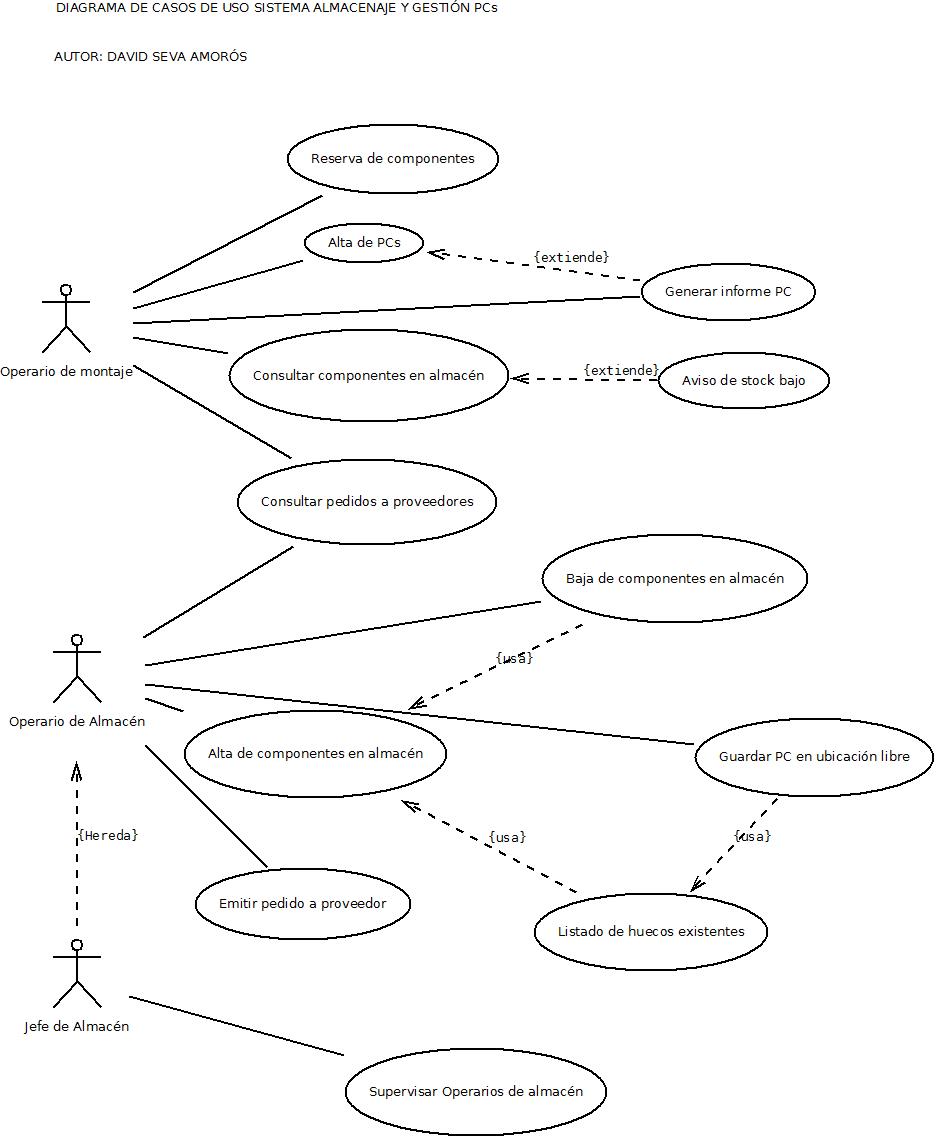 DIAGRAMA DE CASOS DE USO SISTEMA ALMACENAJE Y GESTIÓN PCs
AUTOR: DAVID SEVA AMORÓS
Reserva de componentes
Alta de PCs
{extiende}
Generar informe PC
Operario de montaje
Consultar componentes en almacén
{extiende}
Aviso de stock bajo
Consultar pedidos a proveedores
Baja de componentes en almacén
{usa}
Operario de Almacén
Alta de componentes en almacén
Guardar PC en ubicación libre
{Hereda}
{usa}
{usa}
Emitir pedido a proveedor
Listado de huecos existentes
Jefe de Almacén
Supervisar Operarios de almacén